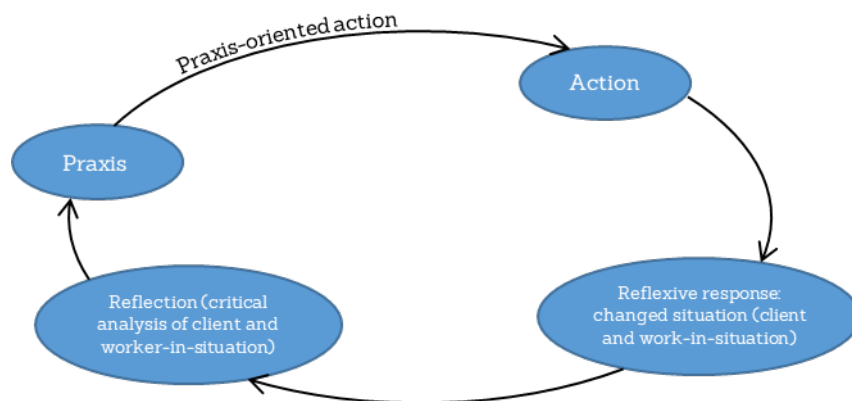 Praxis-oriented action
Action
Praxis
Reflection (critical
analysis of client and
worker-in-situation)
Reflexive response:
changed situation (client
and work-in-situation)